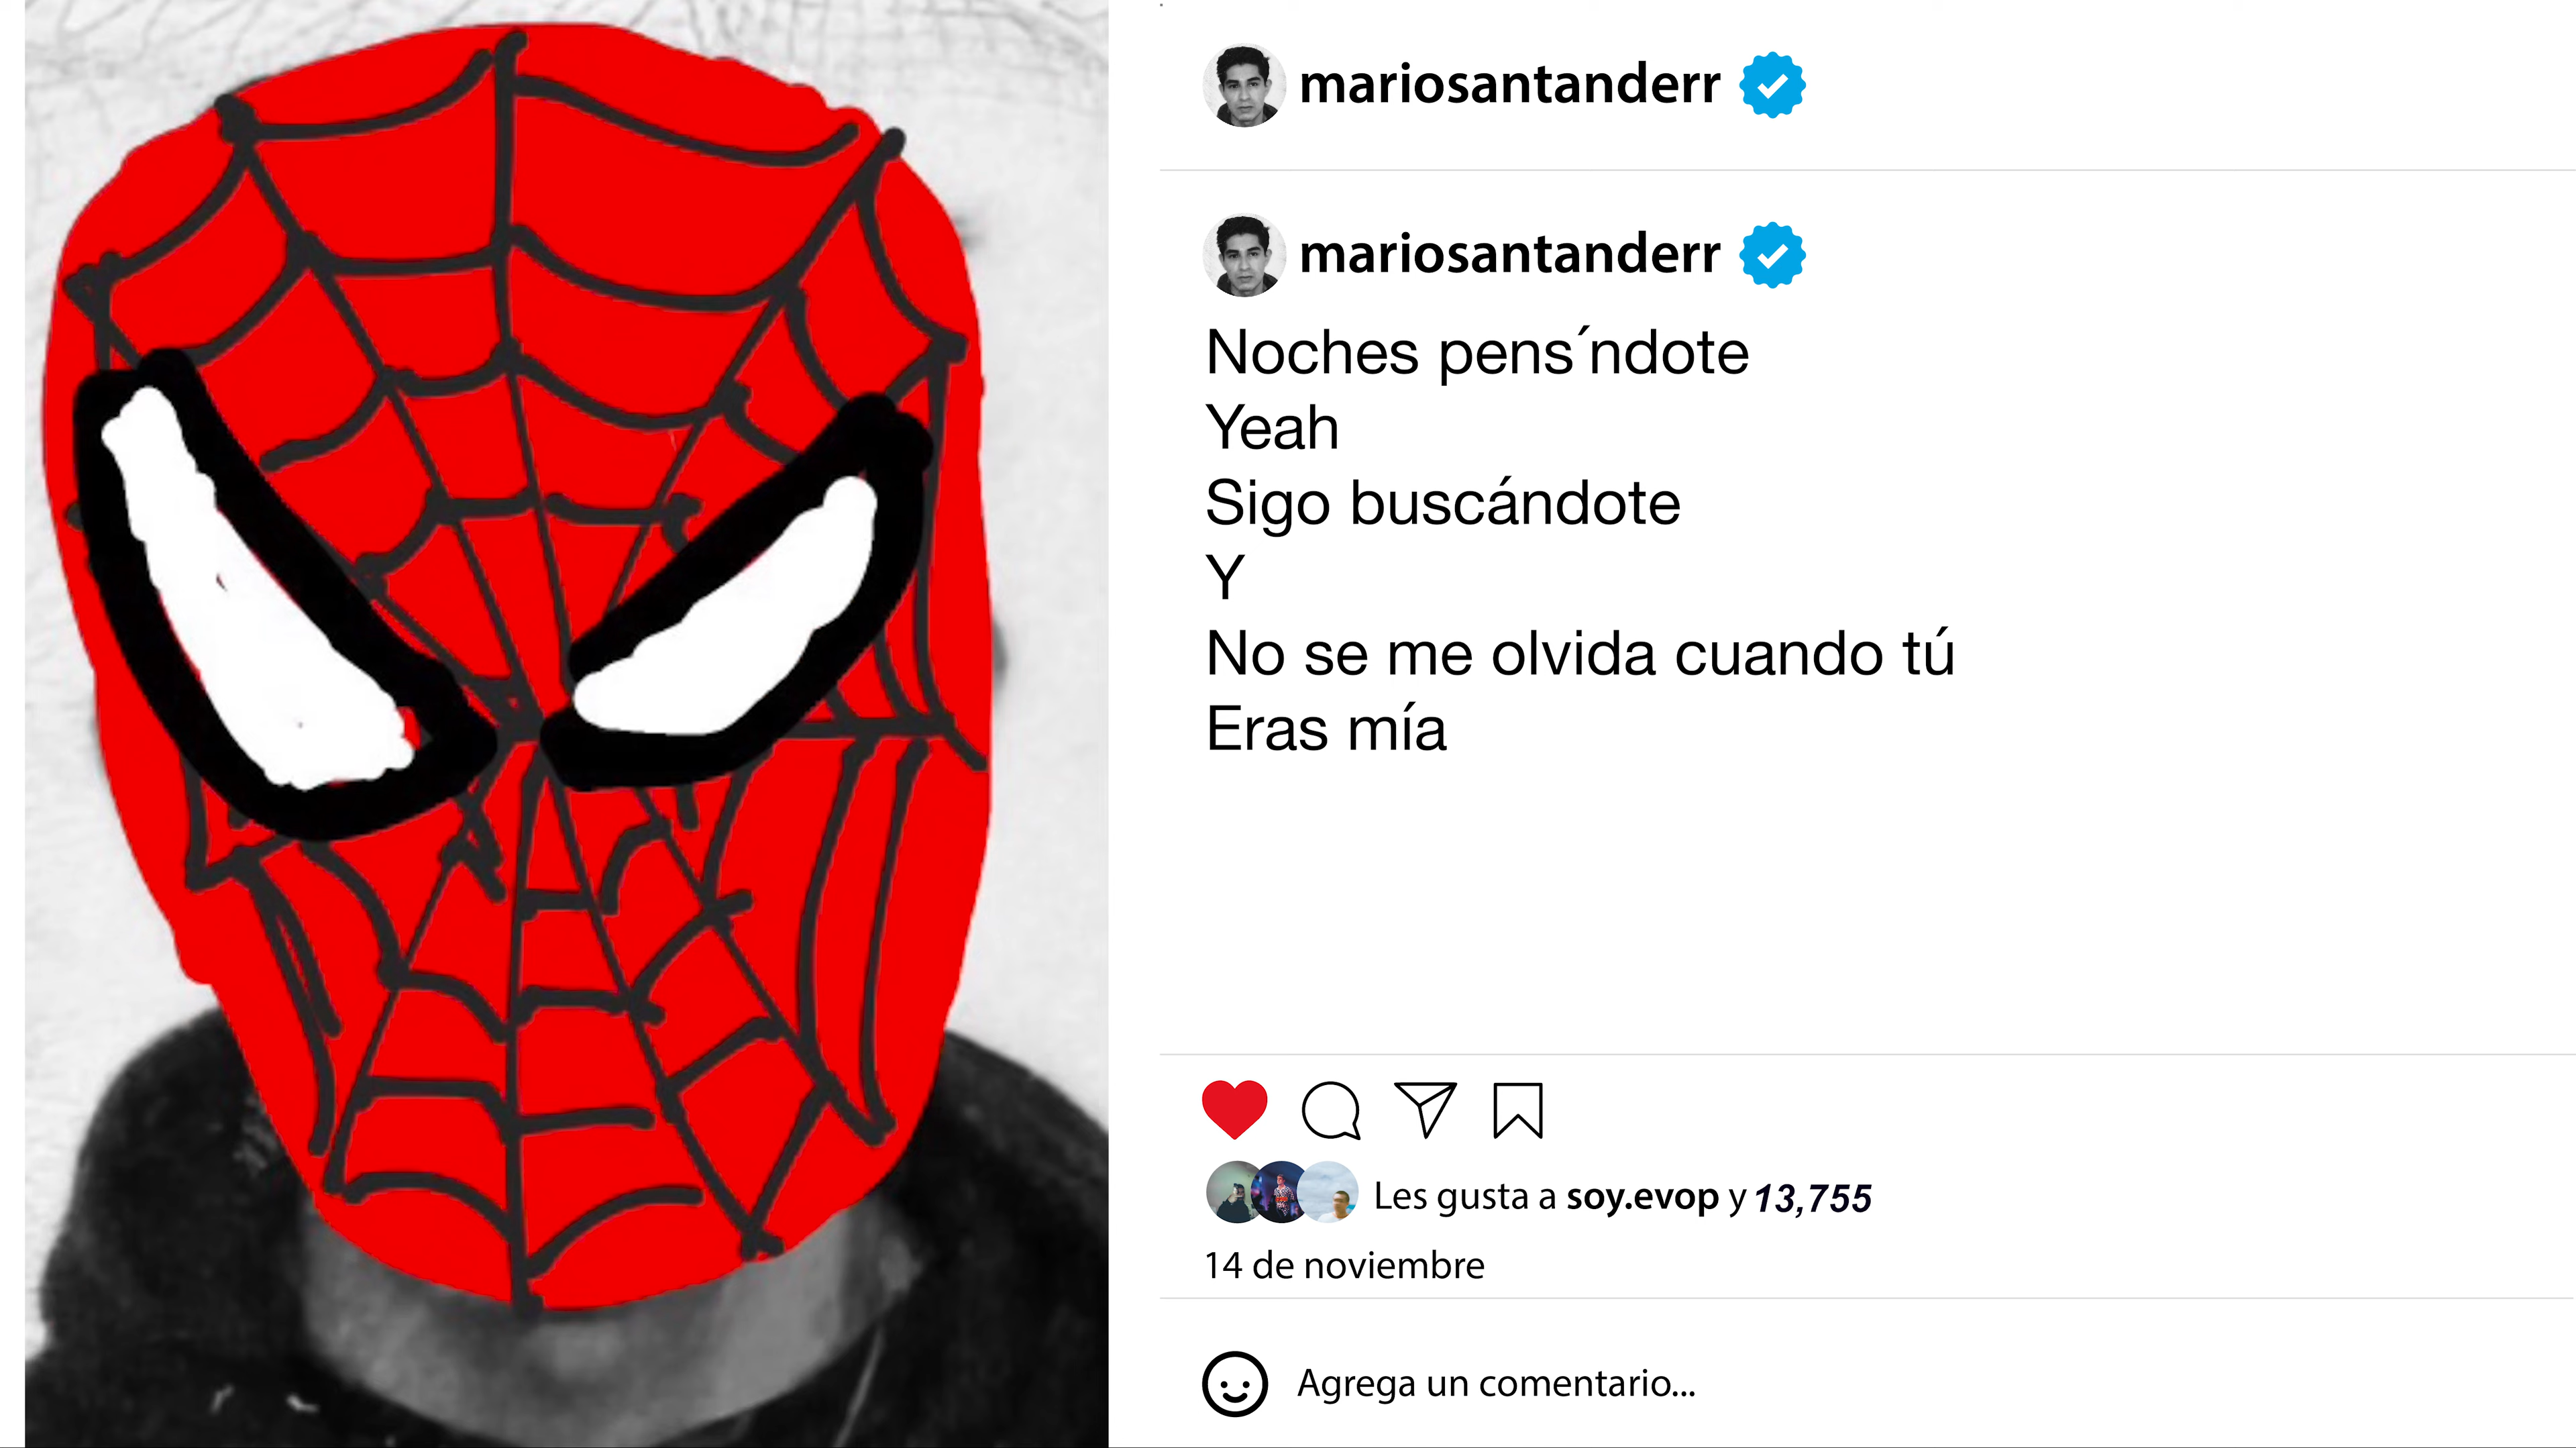 mariosantanderr
mariosantanderr
Noches pens´ndote
Yeah
Sigo buscándote
Y
No se me olvida cuando tú
Eras mía
Les gusta a soy.evop y 13,755
14 de noviembre
Agrega un comentario...